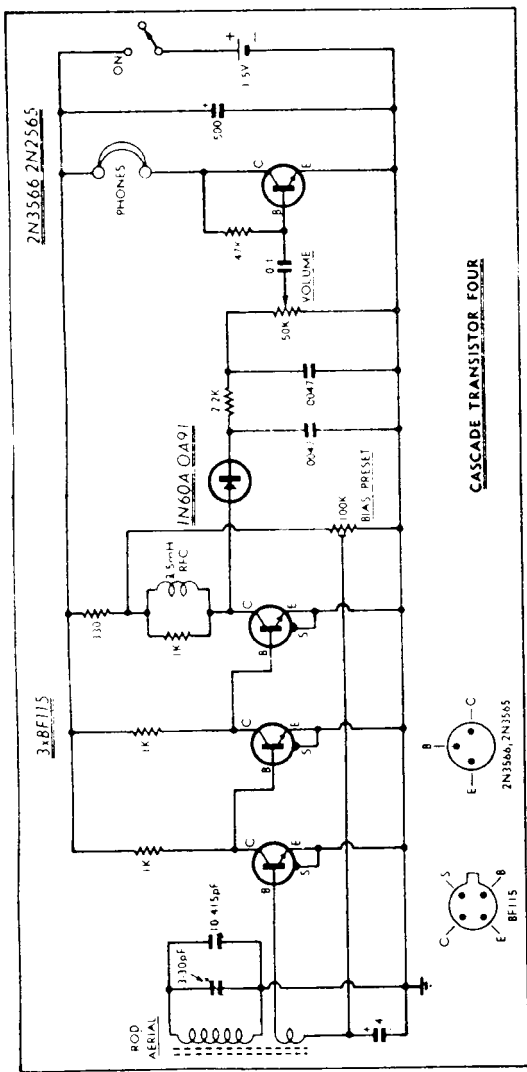 3xBF115
2N3566 2N2565
ROD
AERIAL
3-30pF
10-415pF
1K
1K
330
1K
2.5mH
RFC
1N60A OA91
2.2K
47K
PHONES
500
+
ON
1.5V
+
−
B
C
S
E
B
C
S
E
B
C
S
E
.0047
.0047
50K
VOLUME
0.1
B
C
E
100K
BIAS PRESET
4
+
C
S
E
B
BF115
B
E
C
2N3566, 2N3565
CASCADE TRANSISTOR FOUR